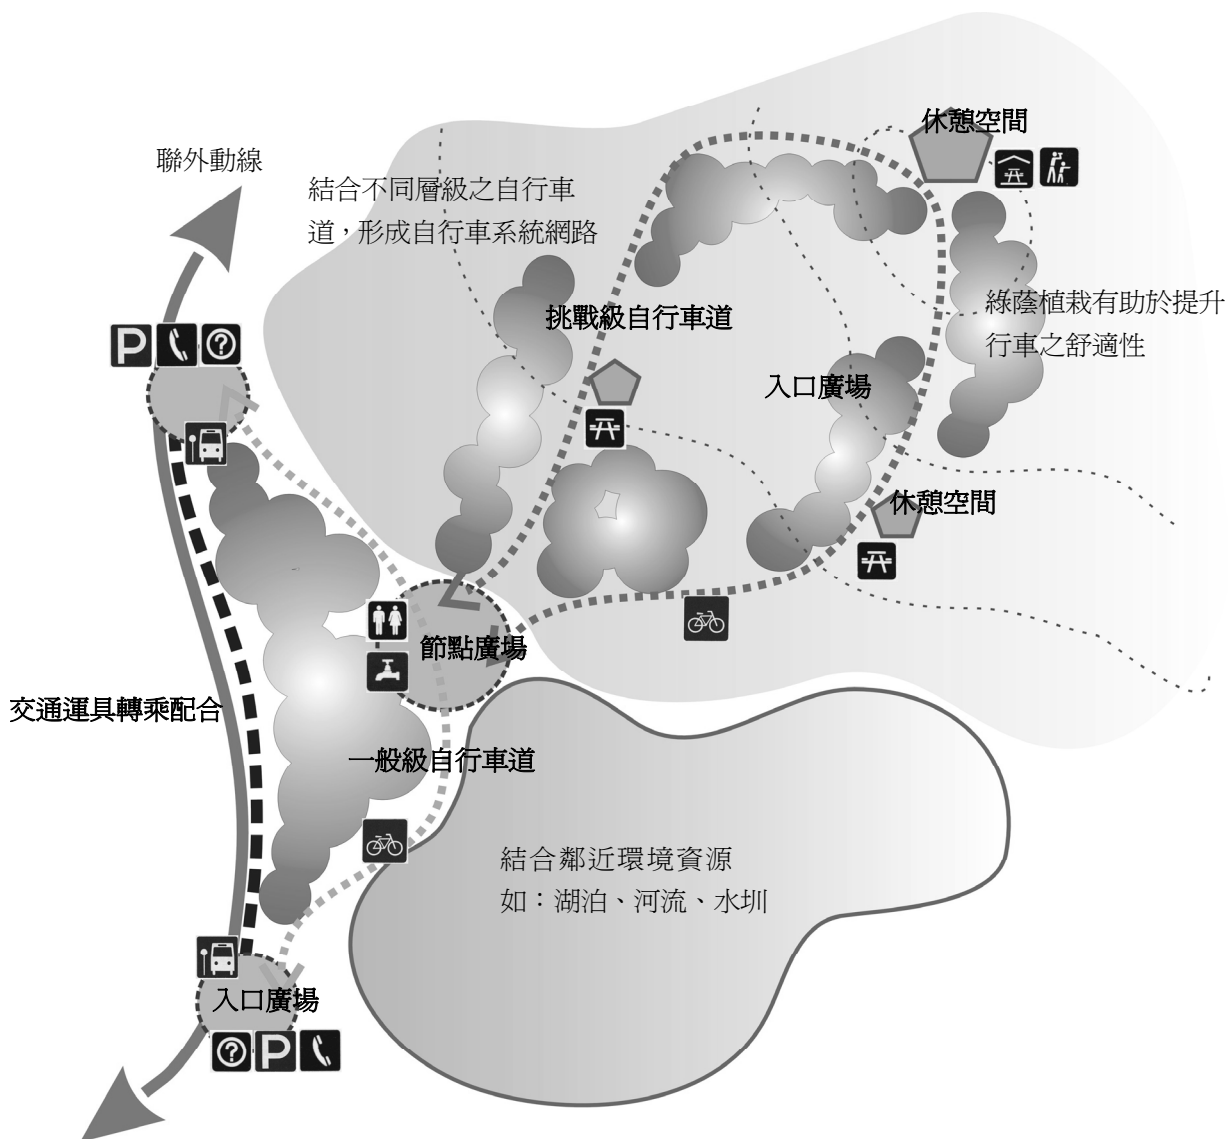 休憩空間
聯外動線
結合不同層級之自行車
道，形成自行車系統網路
挑戰級自行車道
綠蔭植栽有助於提升
行車之舒適性
P
?
入口廣場
休憩空間
節點廣場
交通運具轉乘配合
一般級自行車道
結合鄰近環境資源
如：湖泊、河流、水圳
入口廣場
?
P